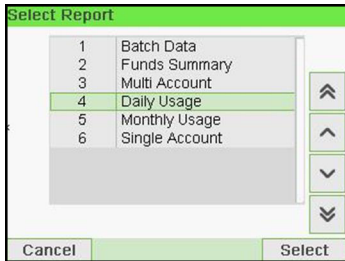 Select Report
1 Batch Data
2 Funds Summary
3 Multi Account
4 Daily Usage
5 Monthly Usage
6 Single Account
Cancel Select